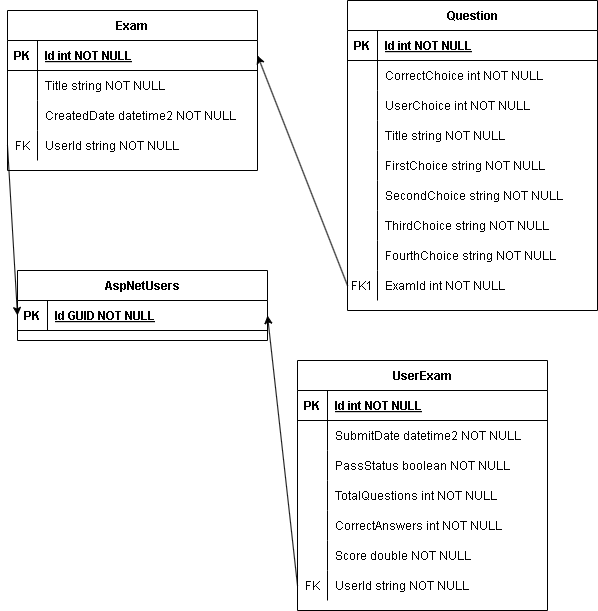 Exam
PK Id int NOT NULL
Title string NOT NULL
CreatedDate datetime2 NOT NULL
FK UserId string NOT NULL
Question
PK Id int NOT NULL
CorrectChoice int NOT NULL
UserChoice int NOT NULL
Title string NOT NULL
FirstChoice string NOT NULL
SecondChoice string NOT NULL
ThirdChoice string NOT NULL
FourthChoice string NOT NULL
FK1 ExamId int NOT NULL
AspNetUsers
PK Id GUID NOT NULL
UserExam
PK Id int NOT NULL
SubmitDate datetime2 NOT NULL
PassStatus boolean NOT NULL
TotalQuestions int NOT NULL
CorrectAnswers int NOT NULL
Score double NOT NULL
FK UserId string NOT NULL